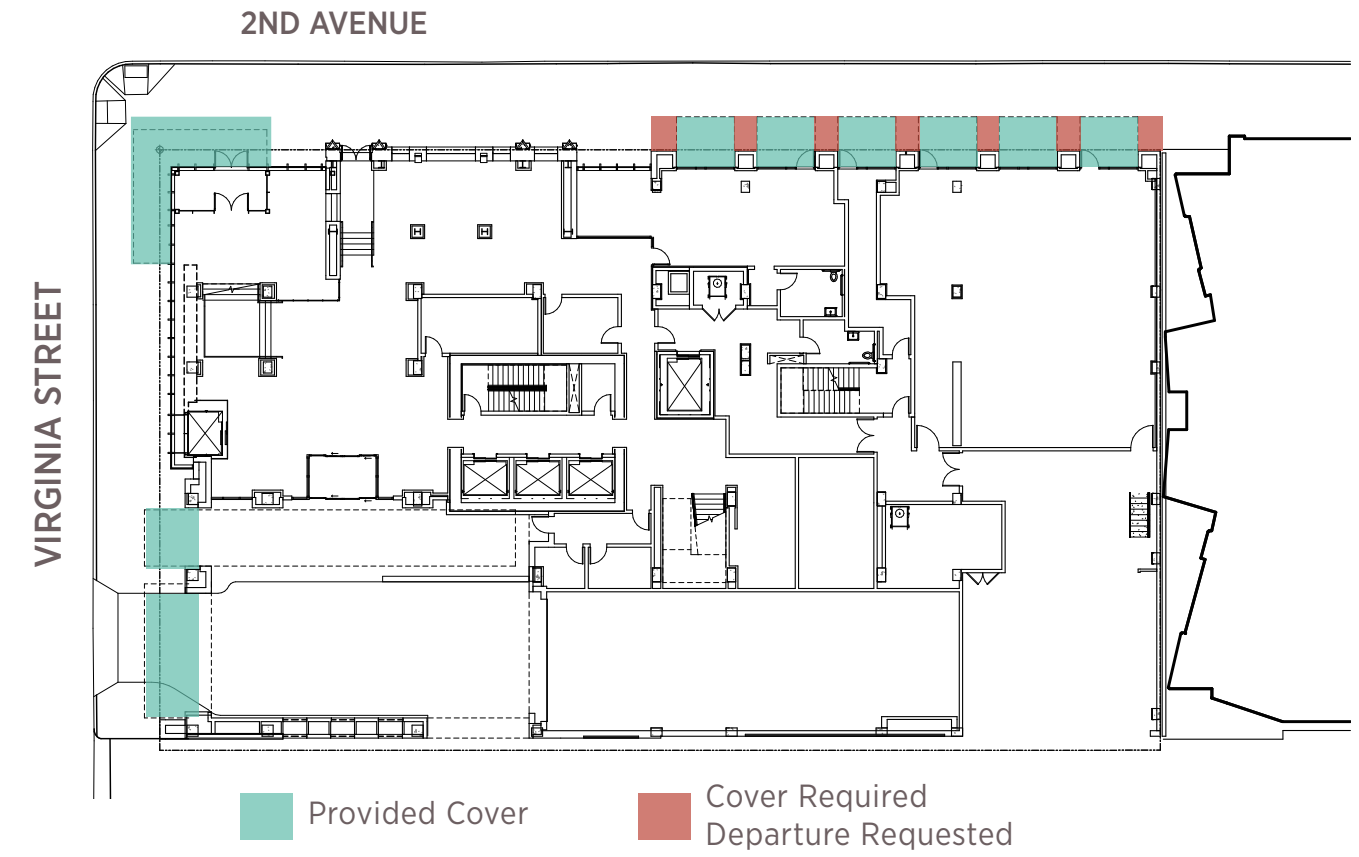 2ND AVENUE
VIRGINIA STREET
Provided Cover
Cover Required
Departure Requested